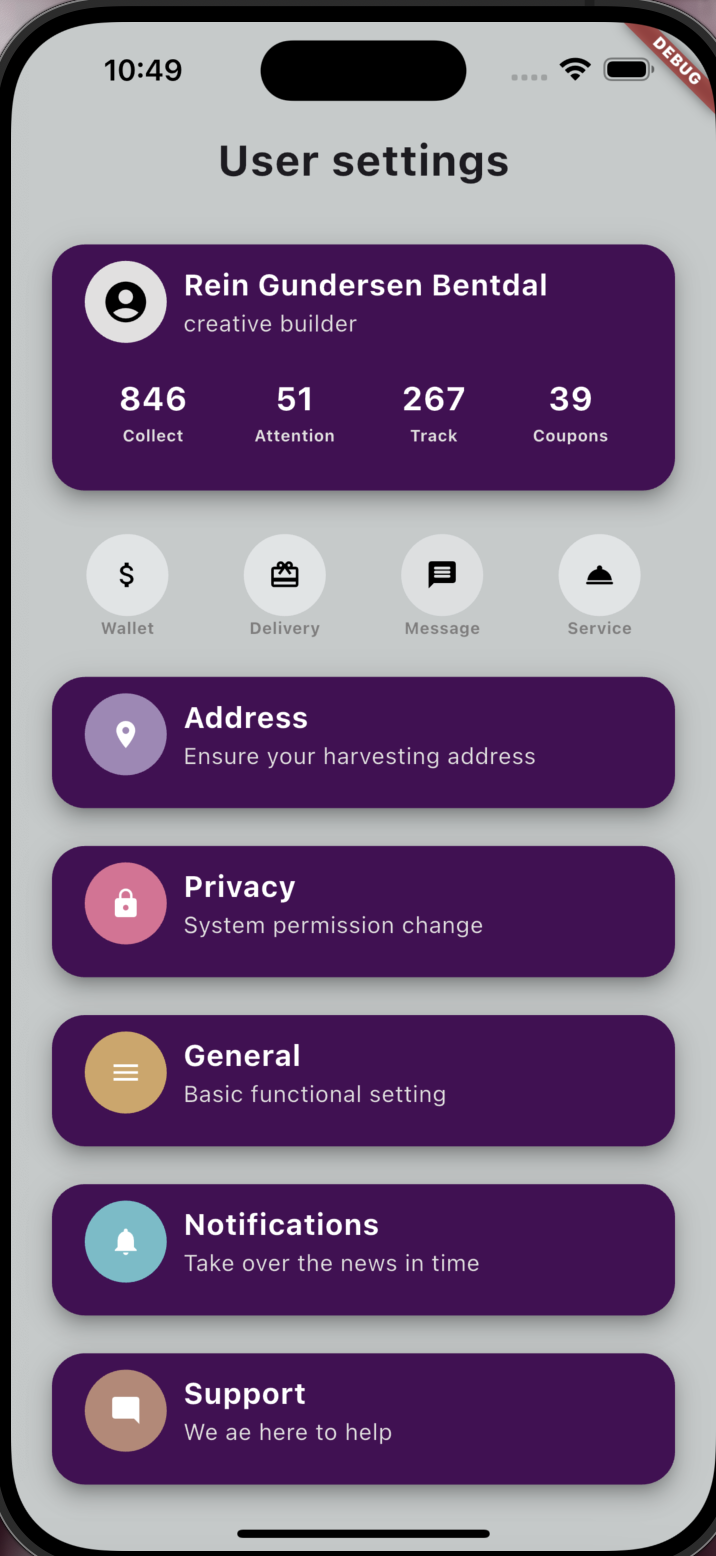 10:49
DEBUG
User settings
Rein Gundersen Bentdal
creative builder
846 51 267 39
Collect Attention Track Coupons
Wallet Delivery Message Service
Address
Ensure your harvesting address
Privacy
System permission change
General
Basic functional setting
Notifications
Take over the news in time
Support
We ae here to help